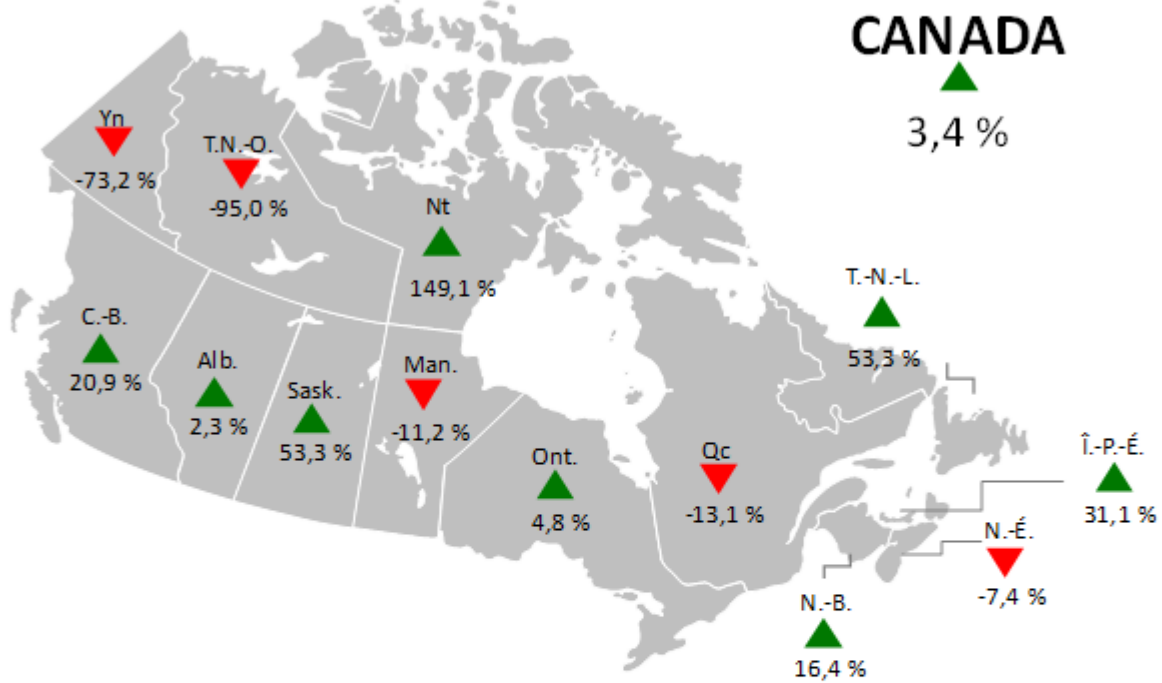 CANADA
3,4 %
Yn
-73,2 %
T.N.-O.
-95,0 %
Nt
149,1 %
T.-N.-L.
53,3 %
C.-B.
20,9 %
Alb.
2,3 %
Sask.
53,3 %
Man.
-11,2 %
Ont.
4,8 %
Qc
-13,1 %
Î.-P.-É.
31,1 %
N.-É.
-7,4 %
N.-B.
16,4 %